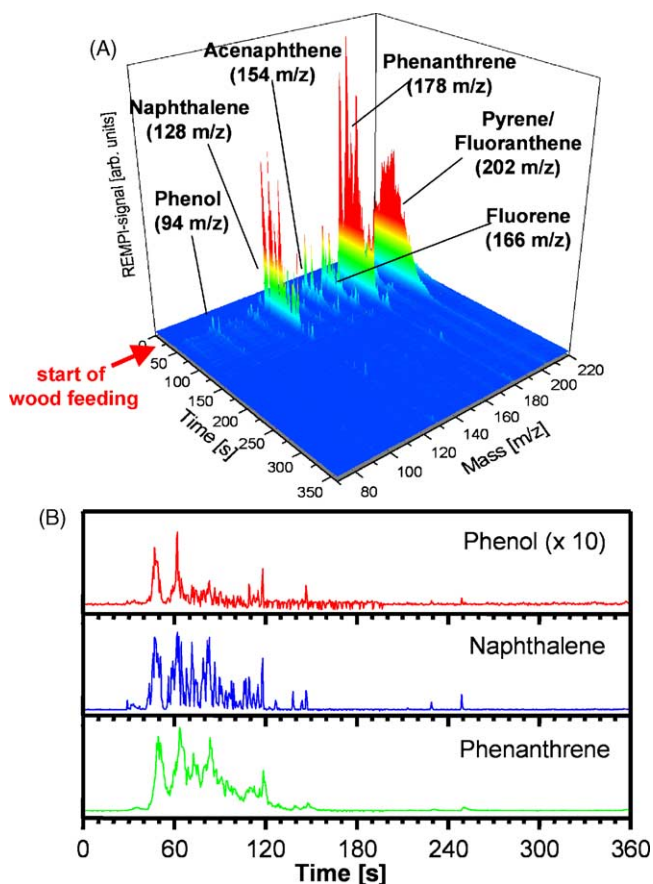 (A)
Acenaphthene
(154 m/z)
Phenanthrene
(178 m/z)
Naphthalene
(128 m/z)
Pyrene/
Fluoranthene
(202 m/z)
Phenol
(94 m/z)
Fluorene
(166 m/z)
REMPI-signal [arb. units]
start of
wood feeding
0
50
100
150
200
250
300
350
Time [s]
80
100
120
140
160
180
200
220
Mass [m/z]
(B)
Phenol (x 10)
Naphthalene
Phenanthrene
0 60 120 180 240 300 360
Time [s]